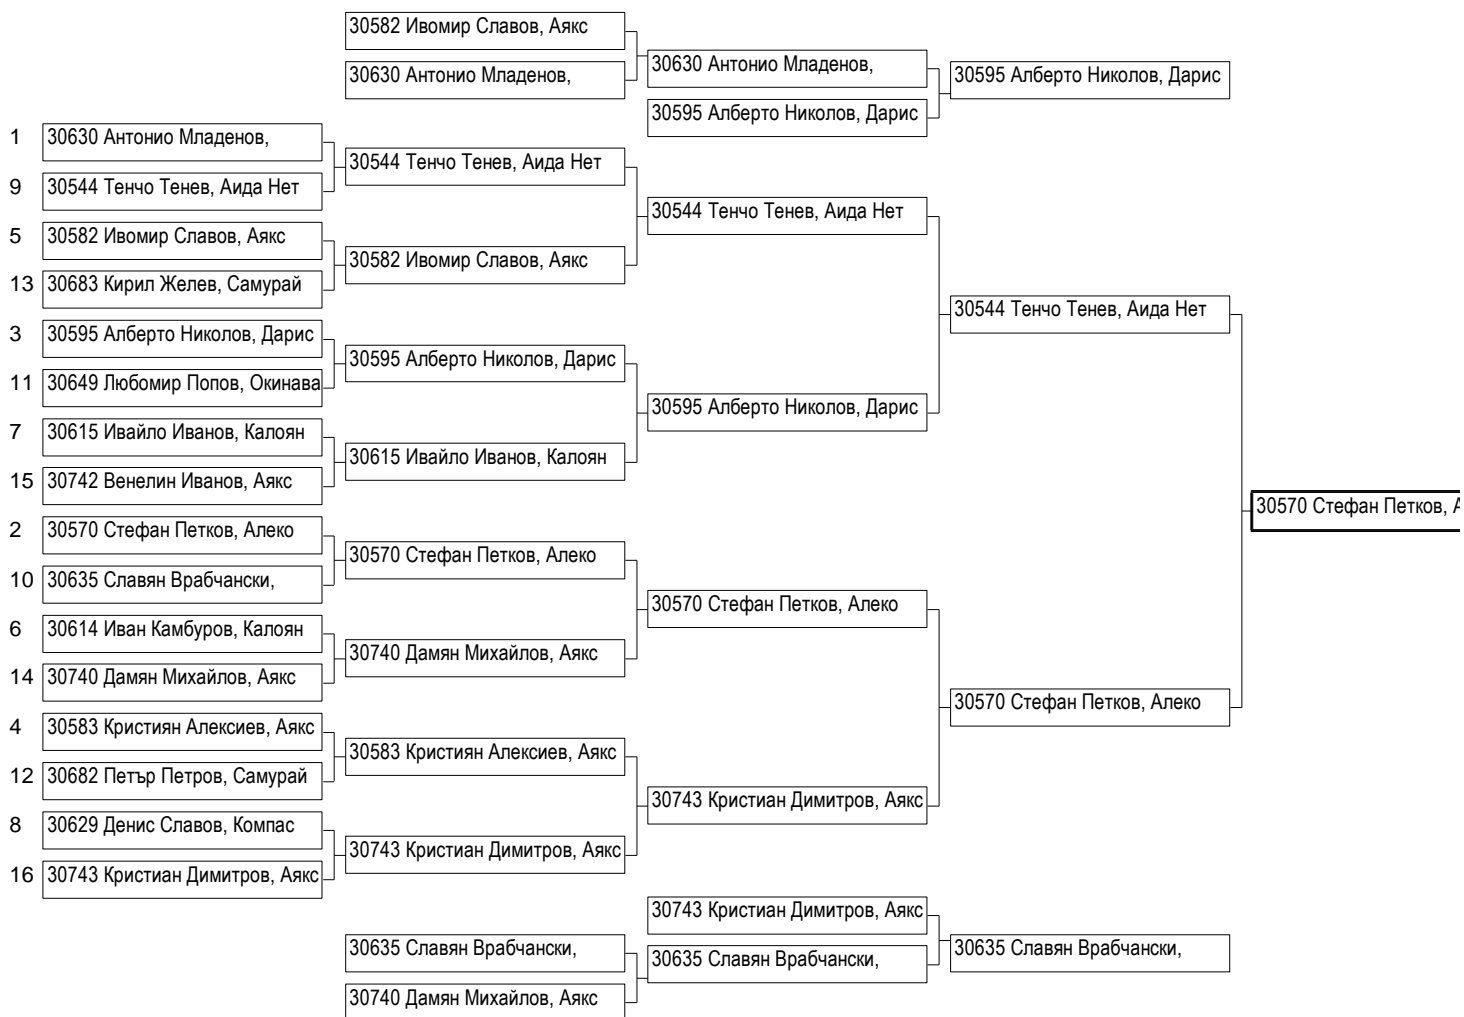 30582 Ивомир Славов, Аякс
30630 Антонио Младенов,
30630 Антонио Младенов,
30595 Алберто Николов, Дарис
30595 Алберто Николов, Дарис
1 30630 Антонио Младенов,
9 30544 Тенчо Тенев, Аида Нет
5 30582 Ивомир Славов, Аякс
13 30683 Кирил Желев, Самурай
3 30595 Алберто Николов, Дарис
11 30649 Любомир Попов, Окинава
7 30615 Ивайло Иванов, Калоян
15 30742 Венелин Иванов, Аякс
2 30570 Стефан Петков, Алеко
10 30635 Славян Врабчански,
6 30614 Иван Камбуров, Калоян
14 30740 Дамян Михайлов, Аякс
4 30583 Кристиян Алексиев, Аякс
12 30682 Петър Петров, Самурай
8 30629 Денис Славов, Компас
16 30743 Кристиан Димитров, Аякс
30544 Тенчо Тенев, Аида Нет
30582 Ивомир Славов, Аякс
30595 Алберто Николов, Дарис
30615 Ивайло Иванов, Калоян
30570 Стефан Петков, Алеко
30740 Дамян Михайлов, Аякс
30583 Кристиян Алексиев, Аякс
30743 Кристиан Димитров, Аякс
30544 Тенчо Тенев, Аида Нет
30595 Алберто Николов, Дарис
30570 Стефан Петков, Алеко
30743 Кристиан Димитров, Аякс
30544 Тенчо Тенев, Аида Нет
30570 Стефан Петков, Алеко
30570 Стефан Петков,
30635 Славян Врабчански,
30740 Дамян Михайлов, Аякс
30743 Кристиан Димитров, Аякс
30635 Славян Врабчански,
30635 Славян Врабчански,